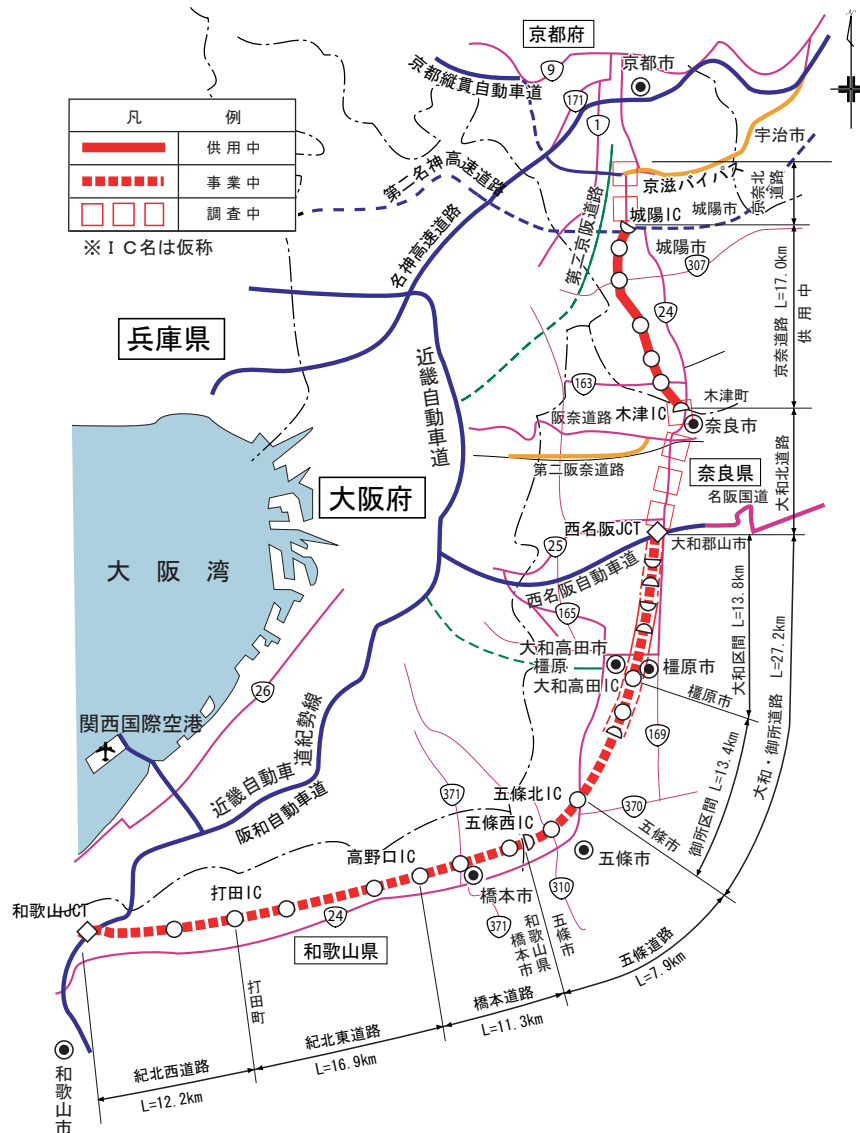 京都府
N
9
京都市
京都縦貫自動車道
171
1
凡 例
供用中
事業中
調査中
※ＩＣ名は仮称
宇治市
第二名神高速道路
京滋バイパス
京奈北道路
城陽市
城陽IC
名神高速道路
第二京阪道路
城陽市
307
24
京奈道路 L=17.0km
供用中
兵庫県
近畿自動車道
163
木津町
木津IC
阪奈道路
奈良市
第二阪奈道路
奈良県
大和北道路
大阪府
名阪国道
西名阪JCT
大和郡山市
25
西名阪自動車道
大阪湾
165
大和区間 L=13.8km
大和・御所道路 L=27.2km
大和高田市
橿原
大和高田IC
橿原市
橿原市
26
関西国際空港
169
近畿自動車道紀勢線
阪和自動車道
御所区間 L=13.4km
371
五條北IC
370
五條西IC
五條市
五條市
高野口IC
310
橋本市
打田IC
和歌山JCT
24
371
和歌山県
橋本市
和歌山県
五條市
五條道路
L=7.9km
打田町
橋本道路
L=11.3km
紀北東道路
L=16.9km
紀北西道路
L=12.2km
和歌山市